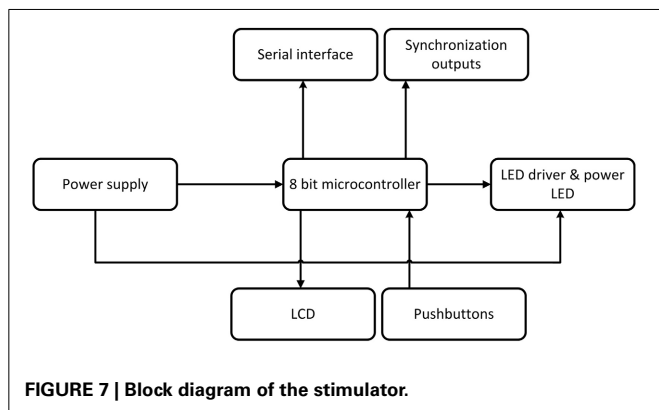 Serial interface
Synchronization
outputs
Power supply
8 bit microcontroller
LED driver & power
LED
LCD
Pushbuttons
FIGURE 7 | Block diagram of the stimulator.